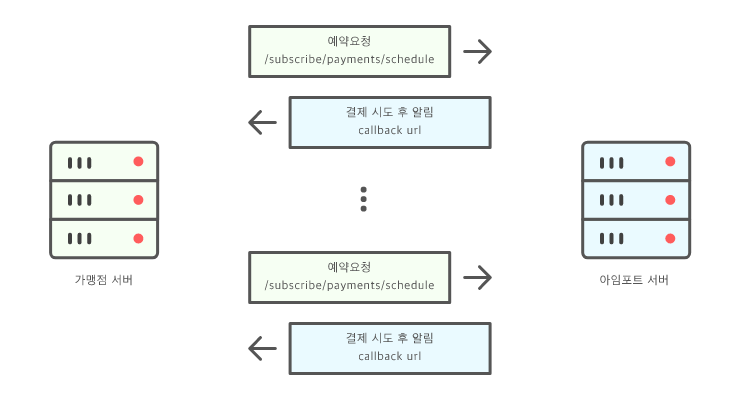 예약요청
/subscribe/payments/schedule
결제 시도 후 알림
callback url
가맹점 서버
아임포트 서버
예약요청
/subscribe/payments/schedule
결제 시도 후 알림
callback url